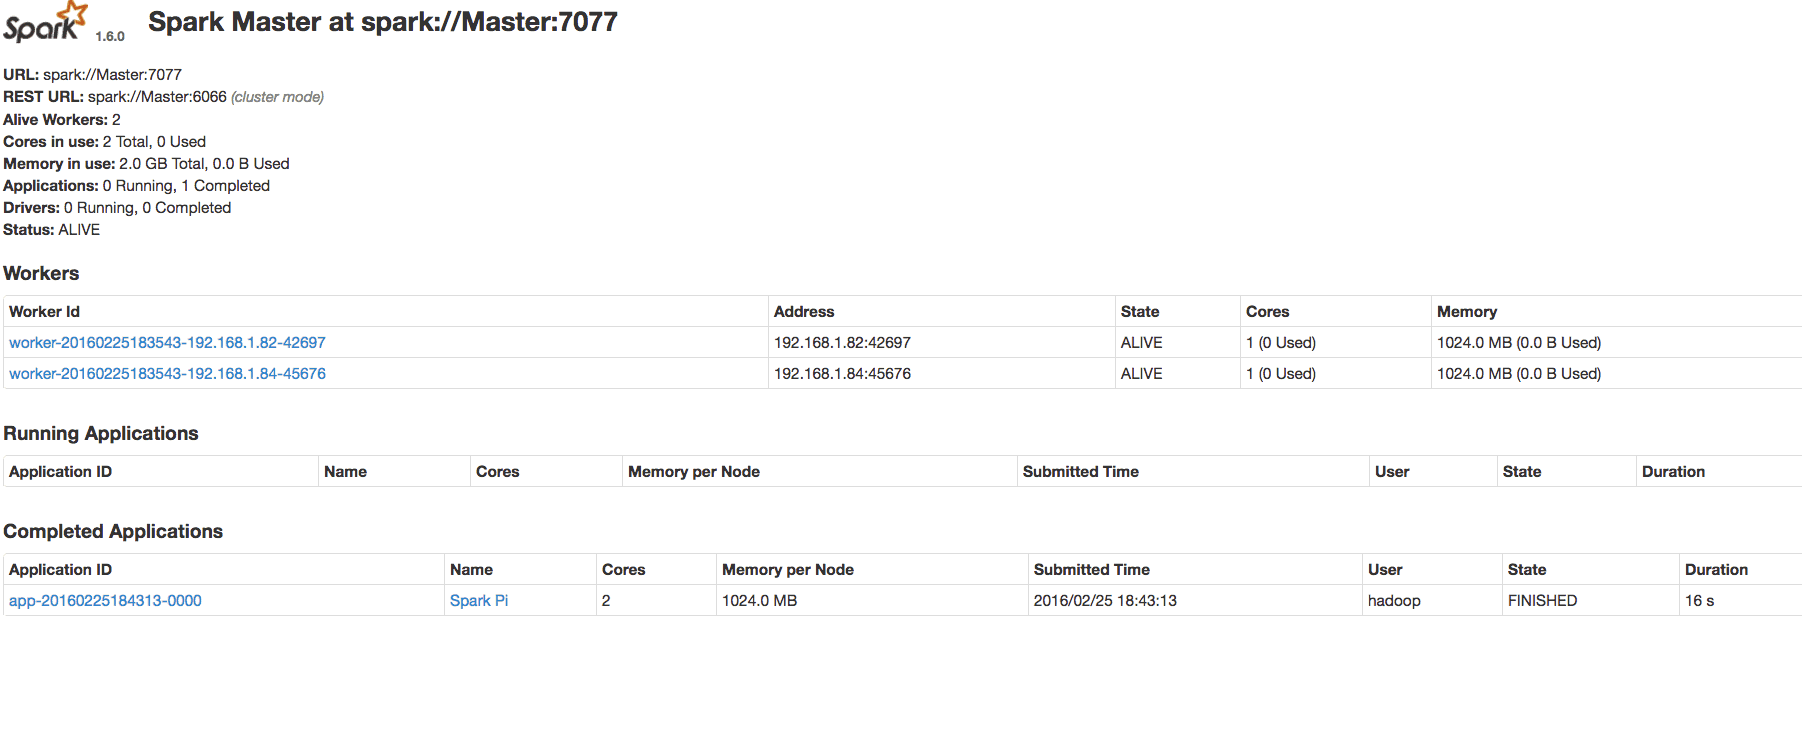 Spark 1.6.0 Spark Master at spark://Master:7077
URL: spark://Master:7077
REST URL: spark://Master:6066 (cluster mode)
Alive Workers: 2
Cores in use: 2 Total, 0 Used
Memory in use: 2.0 GB Total, 0.0 B Used
Applications: 0 Running, 1 Completed
Drivers: 0 Running, 0 Completed
Status: ALIVE
Workers
Worker Id Address State Cores Memory
worker-20160225183543-192.168.1.82-42697 192.168.1.82:42697 ALIVE 1 (0 Used) 1024.0 MB (0.0 B Used)
worker-20160225183543-192.168.1.84-45676 192.168.1.84:45676 ALIVE 1 (0 Used) 1024.0 MB (0.0 B Used)
Running Applications
Application ID Name Cores Memory per Node Submitted Time User State Duration
Completed Applications
Application ID Name Cores Memory per Node Submitted Time User State Duration
app-20160225184313-0000 Spark Pi 2 1024.0 MB 2016/02/25 18:43:13 hadoop FINISHED 16 s